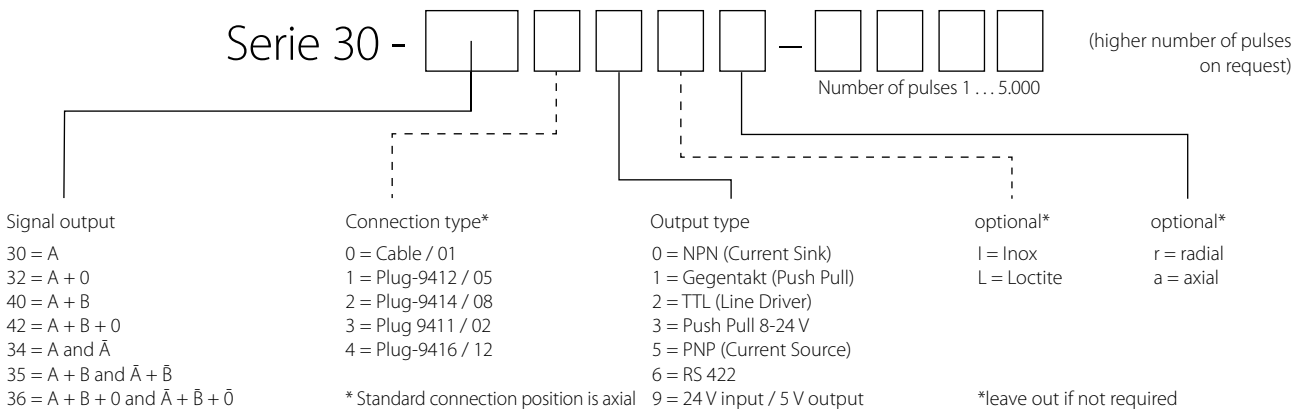 Serie 30 - –
(higher number of pulses
on request)
Number of pulses 1 . . . 5.000
Signal output
30 = A
32 = A + 0
40 = A + B
42 = A + B + 0
34 = A and Ā
35 = A + B and Ā + B̄
36 = A + B + 0 and Ā + B̄ + 0̄
Connection type*
0 = Cable / 01
1 = Plug-9412 / 05
2 = Plug-9414 / 08
3 = Plug 9411 / 02
4 = Plug-9416 / 12
* Standard connection position is axial
Output type
0 = NPN (Current Sink)
1 = Gegentakt (Push Pull)
2 = TTL (Line Driver)
3 = Push Pull 8-24 V
5 = PNP (Current Source)
6 = RS 422
9 = 24 V input / 5 V output
optional*
I = Inox
L = Loctite
*leave out if not required
optional*
r = radial
a = axial